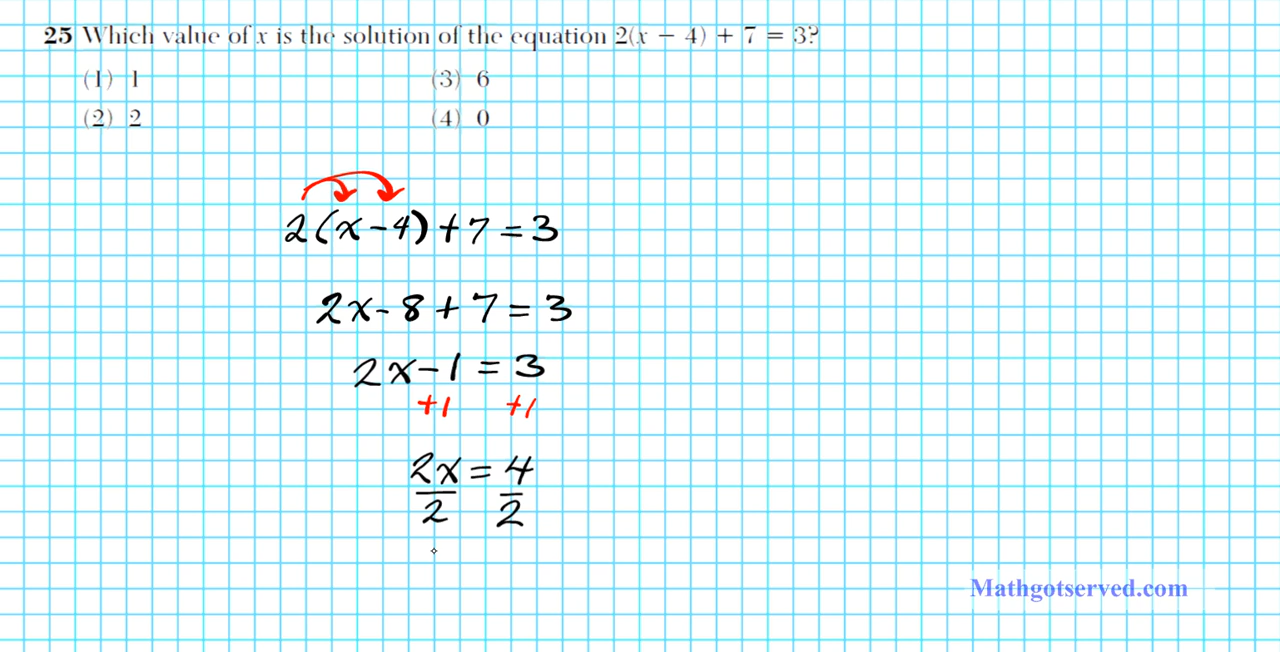 25 Which value of x is the solution of the equation 2(x − 4) + 7 = 3?
(1) 1 (3) 6
(2) 2 (4) 0
2(x-4)+7=3
2x-8+7=3
2x-1=3
+1 +1
2x=4
2 2
Mathgotserved.com